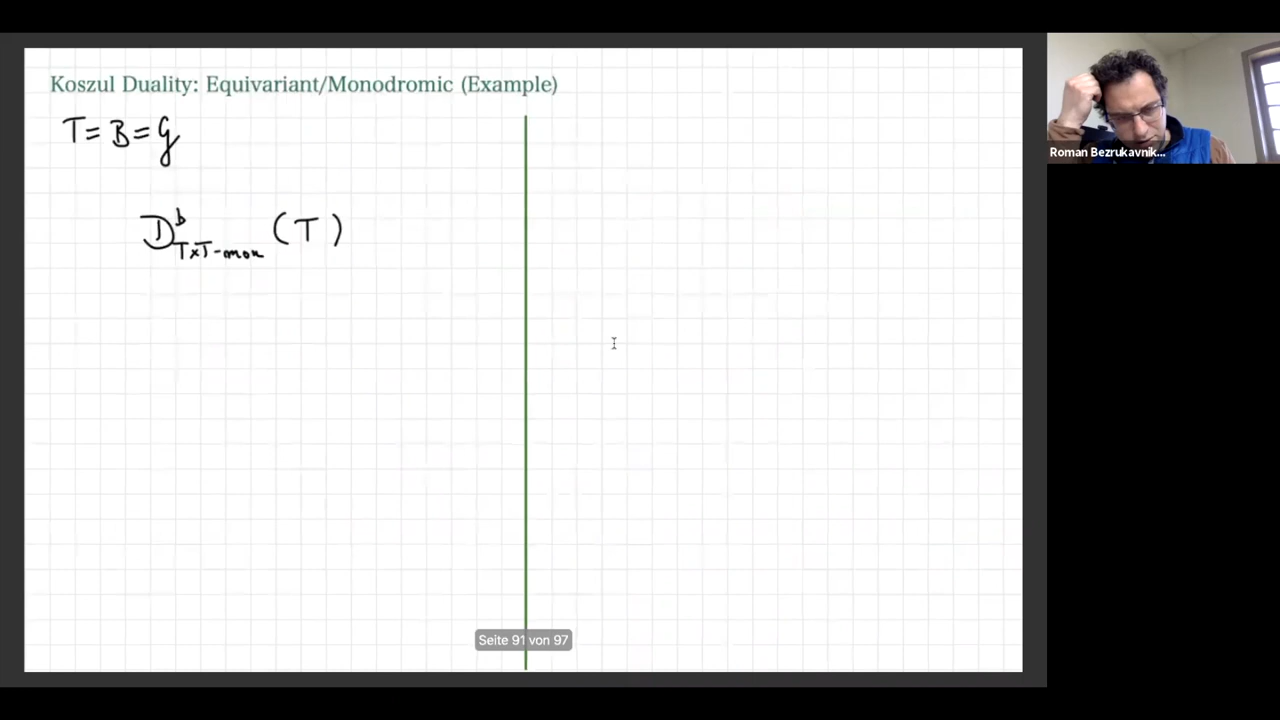 Koszul Duality: Equivariant/Monodromic (Example)
T = B = G
D^b_{T×T-mon} (T)
Roman Bezrukavnik...
Seite 91 von 97